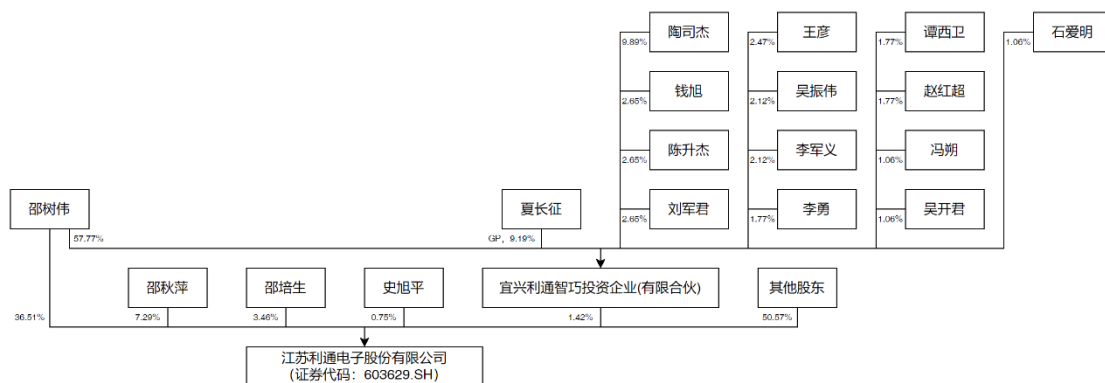 陶司杰
王彦
谭西卫
石爱明
9.89%
2.47%
1.77%
1.06%
钱旭
吴振伟
赵红超
2.65%
2.12%
1.77%
陈升杰
李军义
冯朔
2.65%
2.12%
1.06%
邵树伟
夏长征
刘军君
李勇
吴开君
2.65%
1.77%
1.06%
57.77%
GP，9.19%
邵秋萍
邵培生
史旭平
宜兴利通智巧投资企业(有限合伙)
其他股东
36.51%
7.29%
3.46%
0.75%
1.42%
50.57%
江苏利通电子股份有限公司
（证券代码：603629.SH）